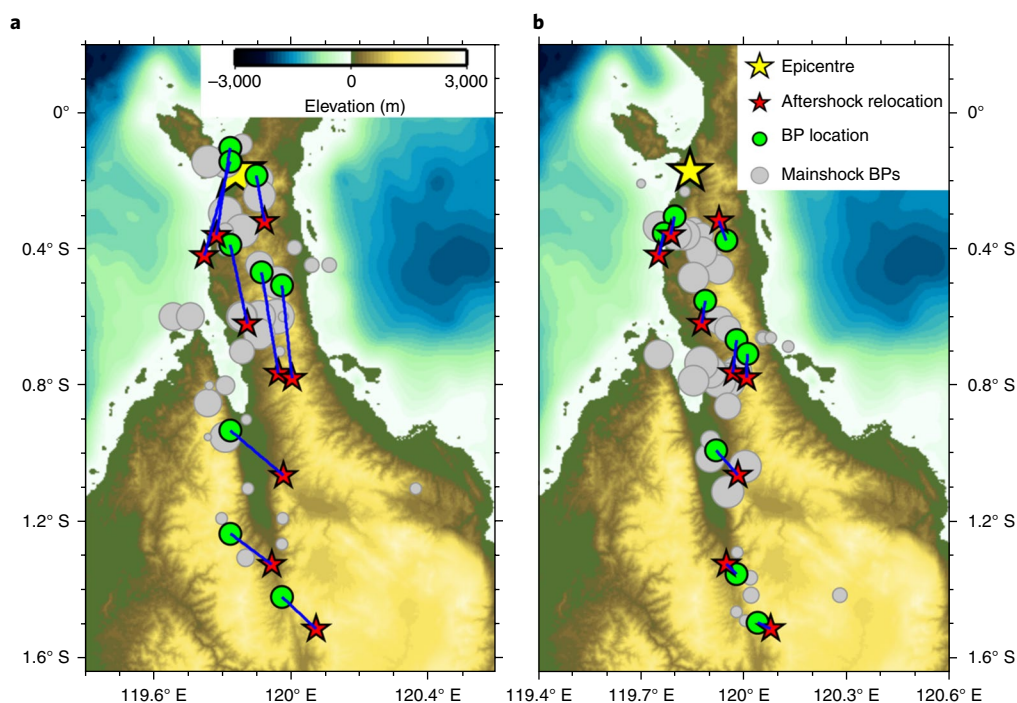 a
b
−3,000
0
3,000
Elevation (m)
Epicentre
Aftershock relocation
BP location
Mainshock BPs
0°
0.4° S
0.8° S
1.2° S
1.6° S
0°
0.4° S
0.8° S
1.2° S
1.6° S
119.6° E
120° E
120.4° E
119.4° E
119.7° E
120° E
120.3° E
120.6° E